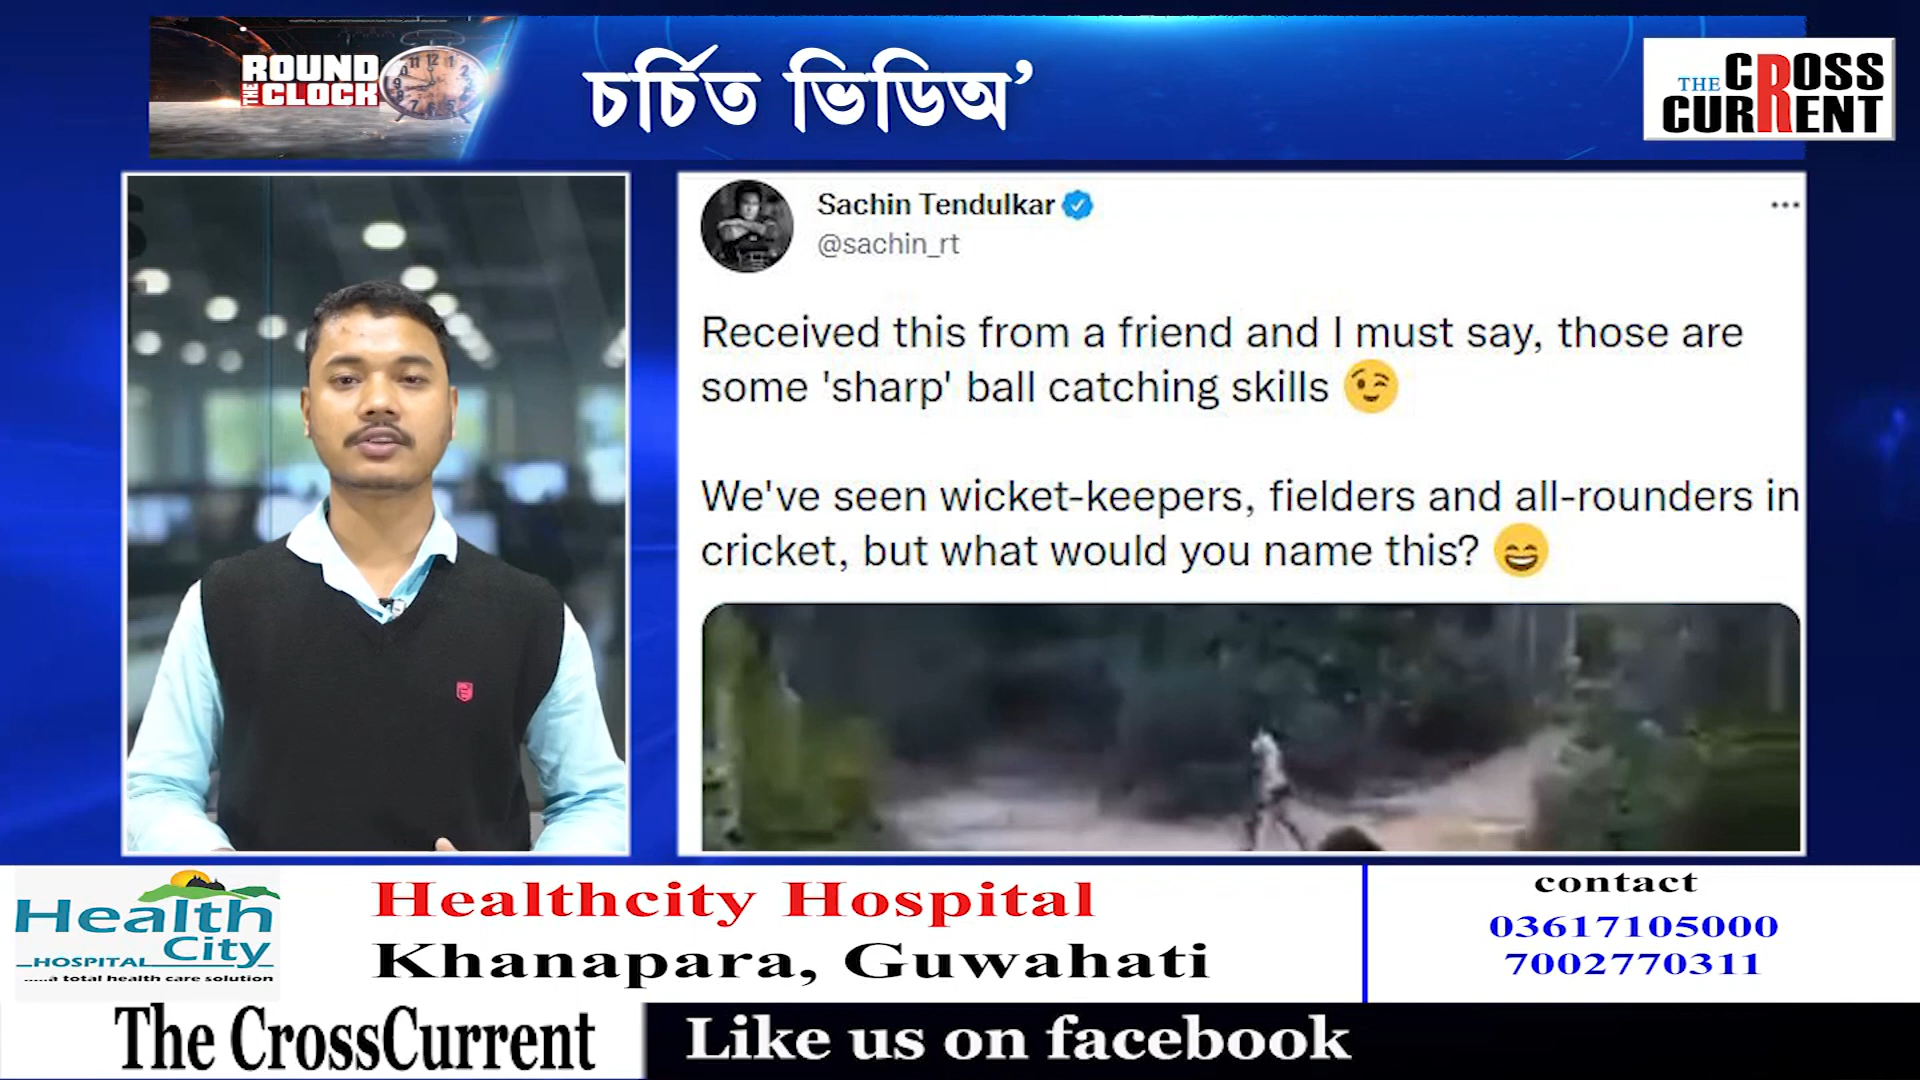 ROUND
THE CLOCK
চৰ্চিত ভিডিঅ’
THE CROSS
CURRENT
Sachin Tendulkar
@sachin_rt
Received this from a friend and I must say, those are
some 'sharp' ball catching skills 😉
We've seen wicket-keepers, fielders and all-rounders in
cricket, but what would you name this? 😄
Health
City
HOSPITAL
.....a total health care solution
Healthcity Hospital
Khanapara, Guwahati
contact
03617105000
7002770311
The CrossCurrent
Like us on facebook